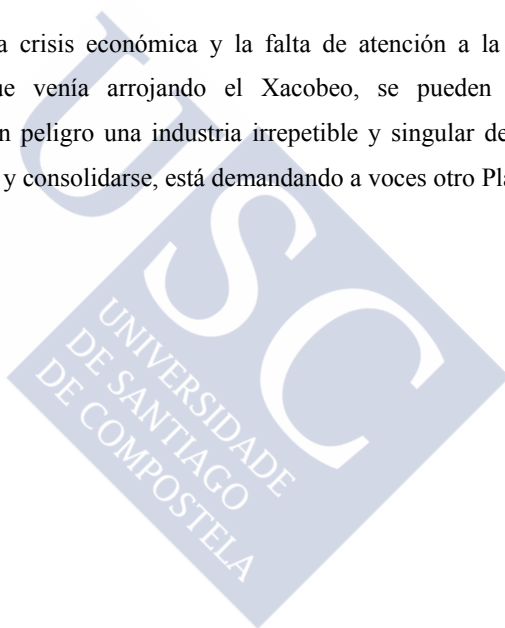 a crisis económica y la falta de atención a la
ue venía arrojando el Xacobeo, se pueden
n peligro una industria irrepetible y singular de
y consolidarse, está demandando a voces otro Pla
USC
UNIVERSIDADE
DE SANTIAGO
DE COMPOSTELA